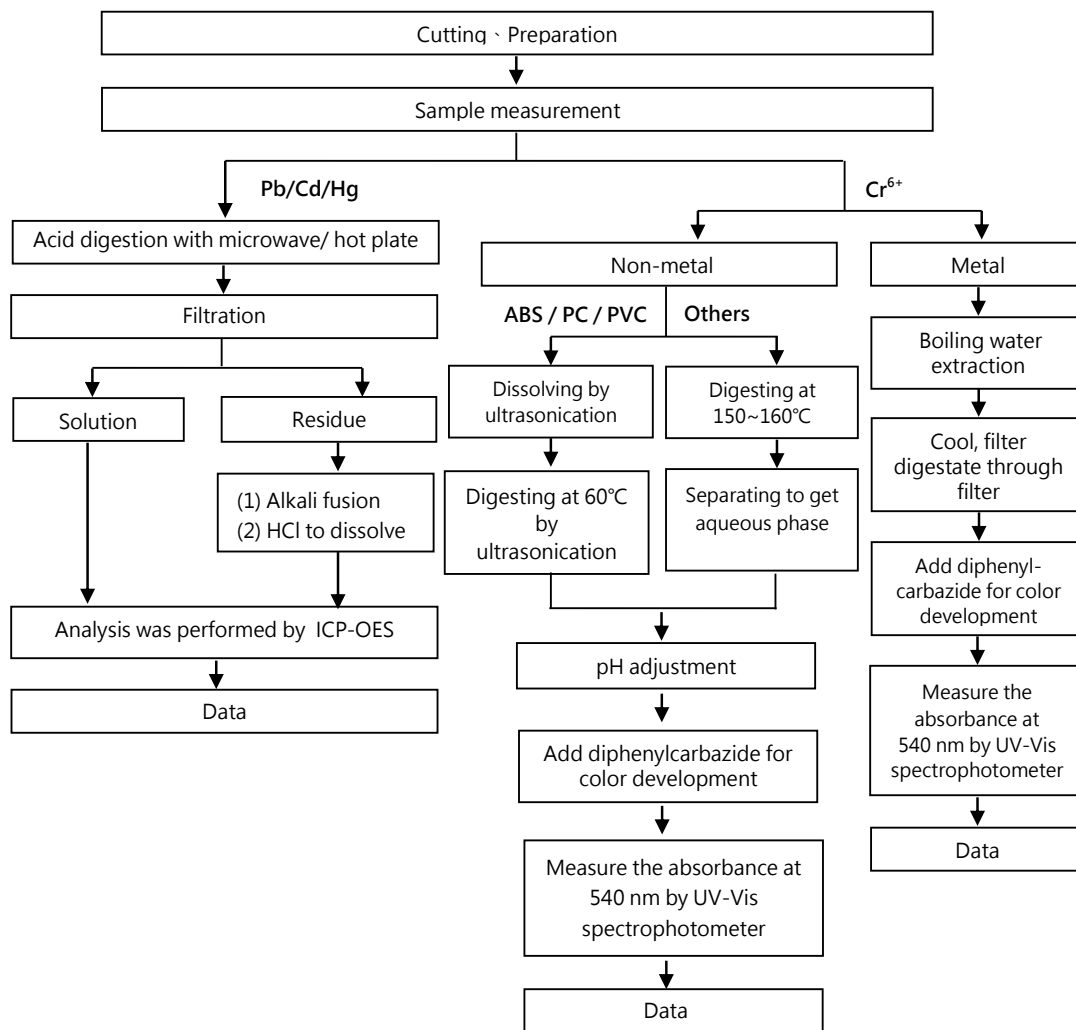 Cutting、Preparation
Sample measurement
Pb/Cd/Hg
Cr⁶⁺
Acid digestion with microwave/ hot plate
Filtration
Solution
Residue
(1) Alkali fusion
(2) HCl to dissolve
Analysis was performed by ICP-OES
Data
Non-metal
ABS / PC / PVC
Others
Dissolving by
ultrasonication
Digesting at
150~160℃
Digesting at 60℃
by
ultrasonication
Separating to get
aqueous phase
pH adjustment
Add diphenylcarbazide for
color development
Measure the absorbance at
540 nm by UV-Vis
spectrophotometer
Data
Metal
Boiling water
extraction
Cool, filter
digestate through
filter
Add diphenyl-
carbazide for color
development
Measure the
absorbance at
540 nm by UV-Vis
spectrophotometer
Data